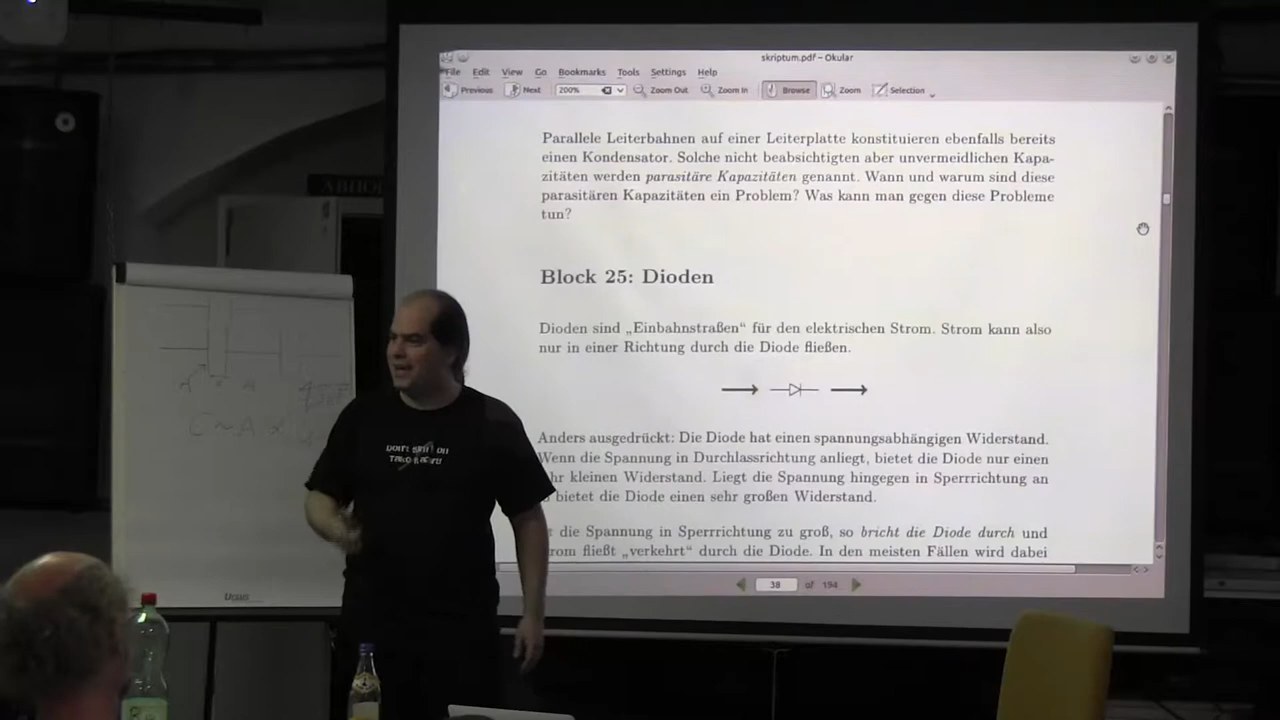 skriptum.pdf – Okular
File Edit View Go Bookmarks Tools Settings Help
Previous Next 200% Zoom Out Zoom In Browse Zoom Selection
Parallele Leiterbahnen auf einer Leiterplatte konstituieren ebenfalls bereits
einen Kondensator. Solche nicht beabsichtigten aber unvermeidlichen Kapa-
zitäten werden parasitäre Kapazitäten genannt. Wann und warum sind diese
parasitären Kapazitäten ein Problem? Was kann man gegen diese Probleme
tun?
Block 25: Dioden
Dioden sind „Einbahnstraßen“ für den elektrischen Strom. Strom kann also
nur in einer Richtung durch die Diode fließen.
Anders ausgedrückt: Die Diode hat einen spannungsabhängigen Widerstand.
Wenn die Spannung in Durchlassrichtung anliegt, bietet die Diode nur einen
kleinen Widerstand. Liegt die Spannung hingegen in Sperrrichtung an
bietet die Diode einen sehr großen Widerstand.
die Spannung in Sperrrichtung zu groß, so bricht die Diode durch und
fließt „verkehrt“ durch die Diode. In den meisten Fällen wird dabei
38 of 194
C ~ A